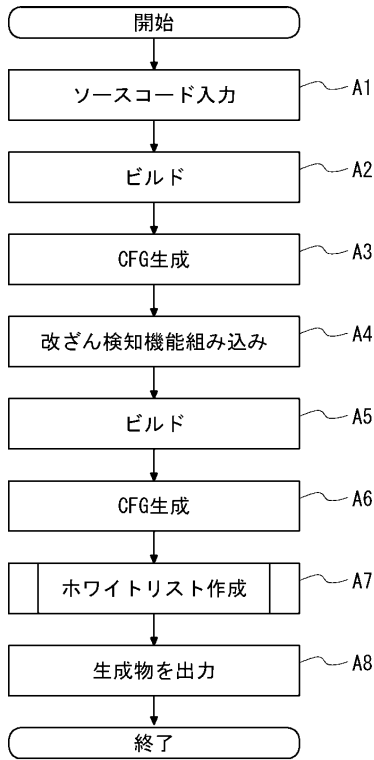 開始
ソースコード入力
A1
ビルド
A2
CFG生成
A3
改ざん検知機能組み込み
A4
ビルド
A5
CFG生成
A6
ホワイトリスト作成
A7
生成物を出力
A8
終了